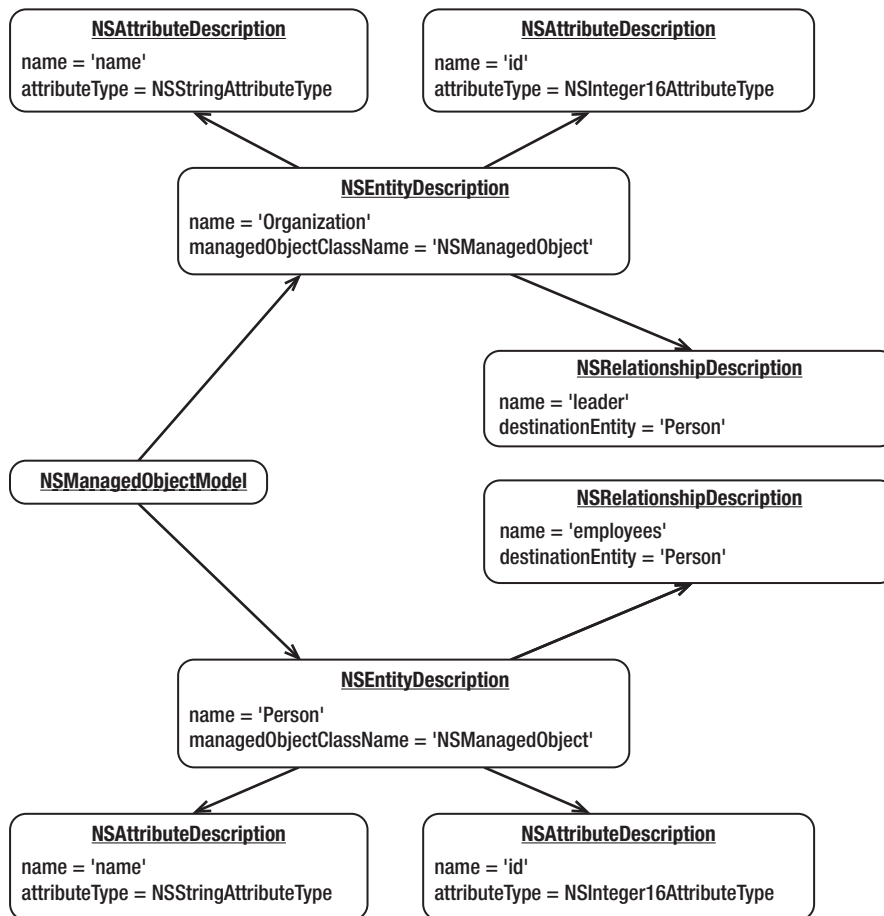 NSAttributeDescription
name = 'name'
attributeType = NSStringAttributeType
NSAttributeDescription
name = 'id'
attributeType = NSInteger16AttributeType
NSEntityDescription
name = 'Organization'
managedObjectClassName = 'NSManagedObject'
NSRelationshipDescription
name = 'leader'
destinationEntity = 'Person'
NSManagedObjectModel
NSRelationshipDescription
name = 'employees'
destinationEntity = 'Person'
NSEntityDescription
name = 'Person'
managedObjectClassName = 'NSManagedObject'
NSAttributeDescription
name = 'name'
attributeType = NSStringAttributeType
NSAttributeDescription
name = 'id'
attributeType = NSInteger16AttributeType